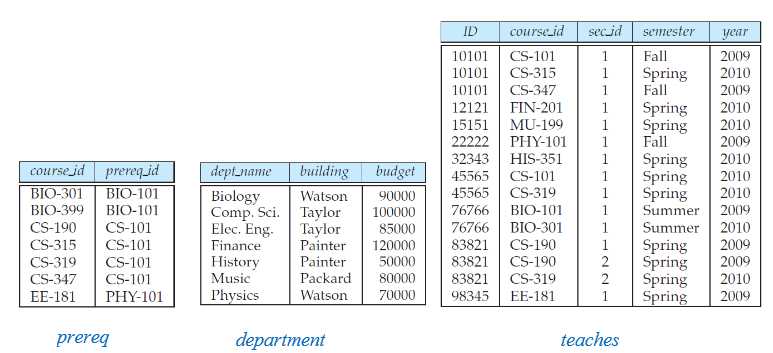 course_id prereq_id
BIO-301 BIO-101
BIO-399 BIO-101
CS-190 CS-101
CS-315 CS-101
CS-319 CS-101
CS-347 CS-101
EE-181 PHY-101
prereq
dept_name building budget
Biology Watson 90000
Comp. Sci. Taylor 100000
Elec. Eng. Taylor 85000
Finance Painter 120000
History Painter 50000
Music Packard 80000
Physics Watson 70000
department
ID course_id sec_id semester year
10101 CS-101 1 Fall 2009
10101 CS-315 1 Spring 2010
10101 CS-347 1 Fall 2009
12121 FIN-201 1 Spring 2010
15151 MU-199 1 Spring 2010
22222 PHY-101 1 Fall 2009
32343 HIS-351 1 Spring 2010
45565 CS-101 1 Spring 2010
45565 CS-319 1 Spring 2010
76766 BIO-101 1 Summer 2009
76766 BIO-301 1 Summer 2010
83821 CS-190 1 Spring 2009
83821 CS-190 2 Spring 2009
83821 CS-319 2 Spring 2010
98345 EE-181 1 Spring 2009
teaches